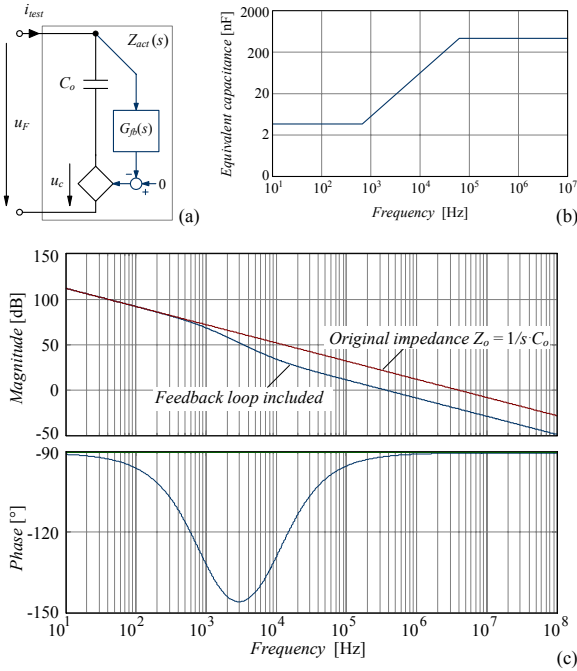 i_test
Z_act(s)
C_o
u_F
G_fb(s)
u_c
−
+
0
(a)
Equivalent capacitance [nF]
2000
200
20
2
0
10^1
10^2
10^3
10^4
10^5
10^6
10^7
Frequency [Hz]
(b)
Magnitude [dB]
150
100
50
0
-50
Original impedance Z_o = 1/s·C_o
Feedback loop included
Phase [°]
-90
-120
-150
10^1
10^2
10^3
10^4
10^5
10^6
10^7
10^8
Frequency [Hz]
(c)